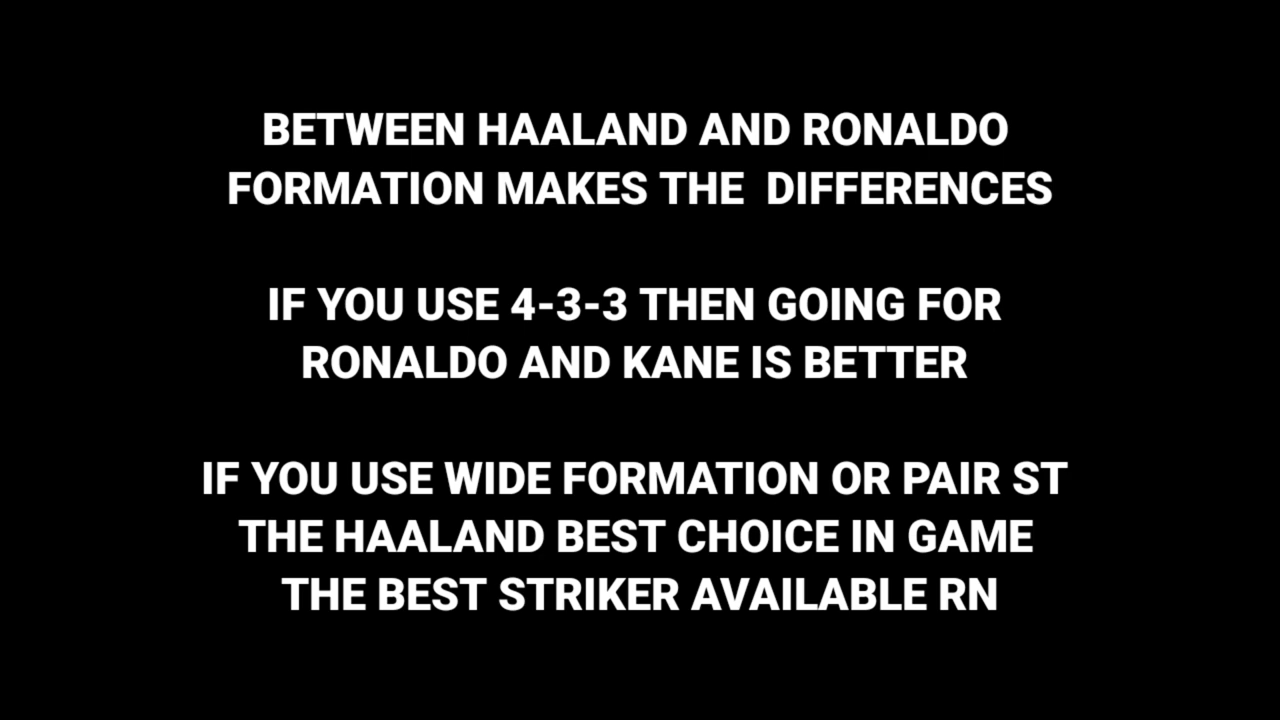 BETWEEN HAALAND AND RONALDO
FORMATION MAKES THE  DIFFERENCES
IF YOU USE 4-3-3 THEN GOING FOR
RONALDO AND KANE IS BETTER
IF YOU USE WIDE FORMATION OR PAIR ST
THE HAALAND BEST CHOICE IN GAME
THE BEST STRIKER AVAILABLE RN